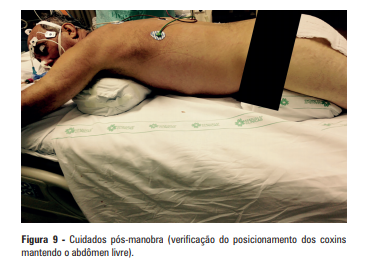 Figura 9 - Cuidados pós-manobra (verificação do posicionamento dos coxins
mantendo o abdômen livre).